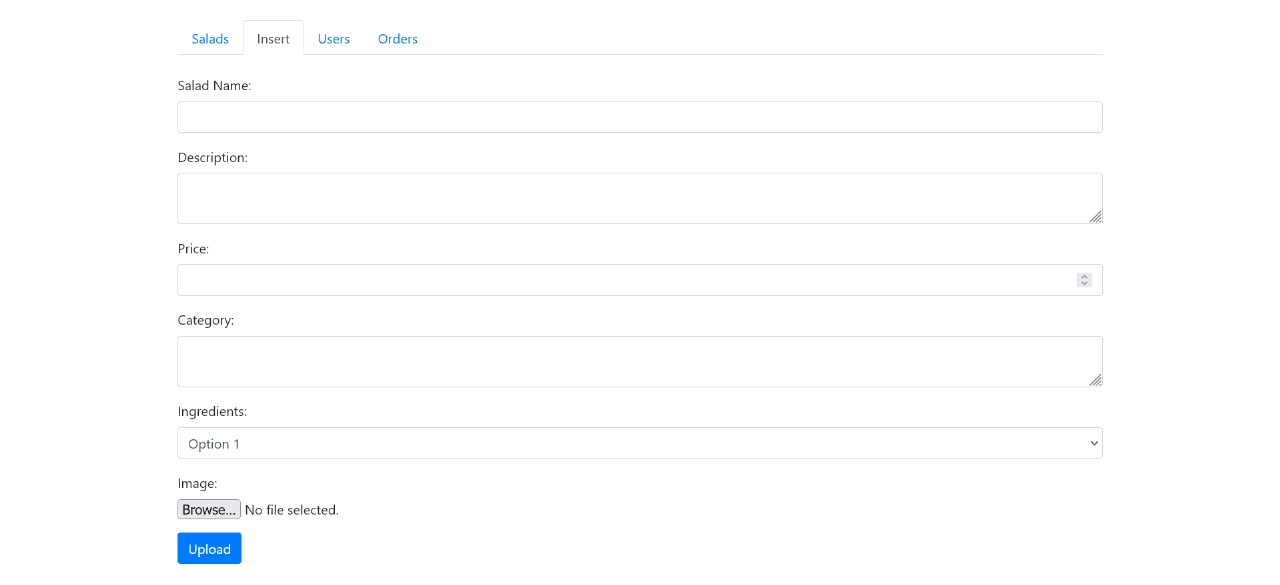 Salads Insert Users Orders
Salad Name:
Description:
Price:
Category:
Ingredients:
Option 1
Image:
Browse... No file selected.
Upload